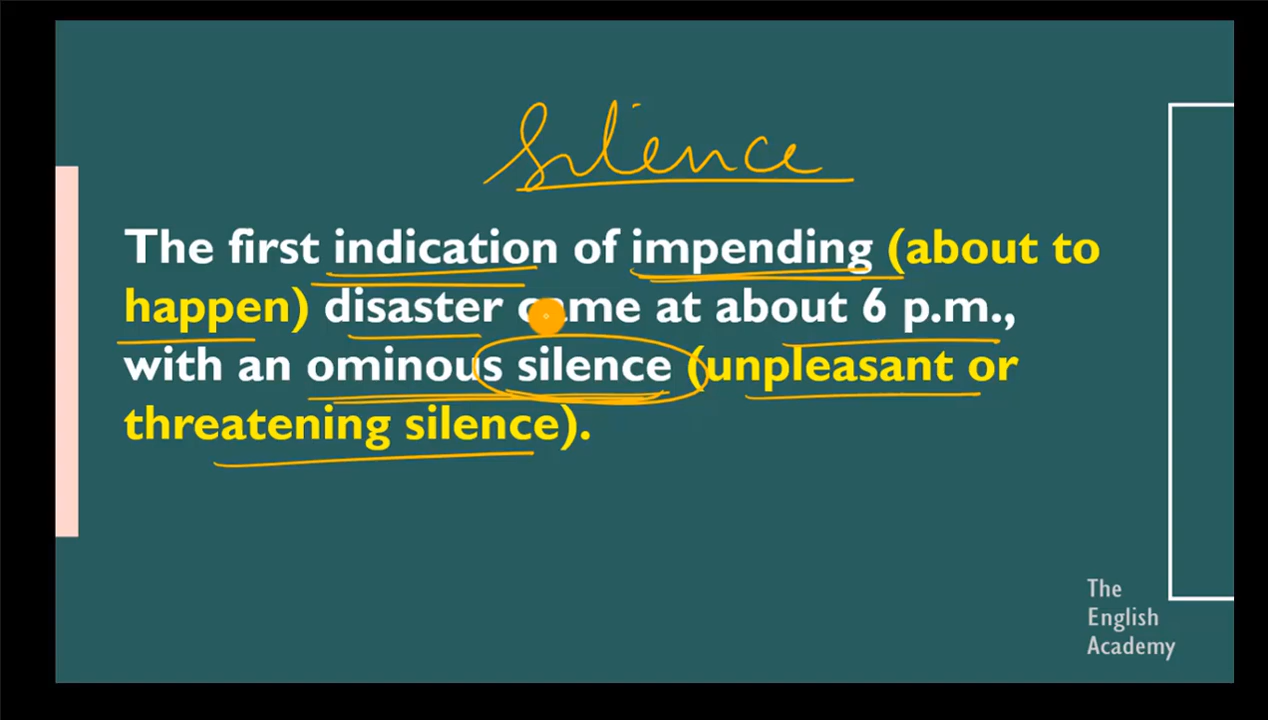 Silence
The first indication of impending (about to
happen) disaster came at about 6 p.m.,
with an ominous silence (unpleasant or
threatening silence).
The
English
Academy